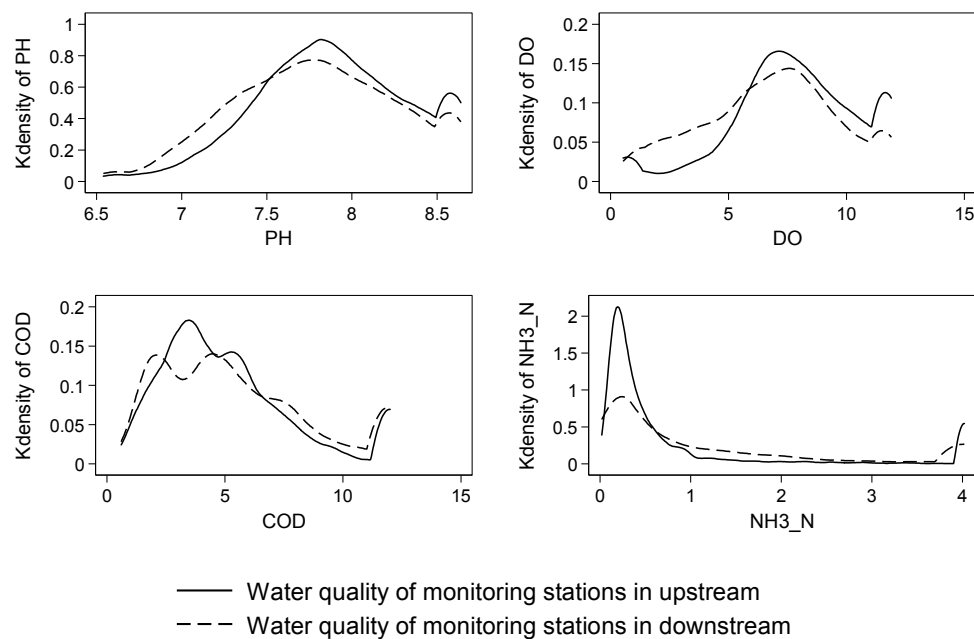 Kdensity of PH
1
0.8
0.6
0.4
0.2
0
6.5 7 7.5 8 8.5
PH
Kdensity of DO
0.2
0.15
0.1
0.05
0
0 5 10 15
DO
Kdensity of COD
0.2
0.15
0.1
0.05
0
0 5 10 15
COD
Kdensity of NH3_N
2
1.5
1
0.5
0
0 1 2 3 4
NH3_N
Water quality of monitoring stations in upstream
Water quality of monitoring stations in downstream